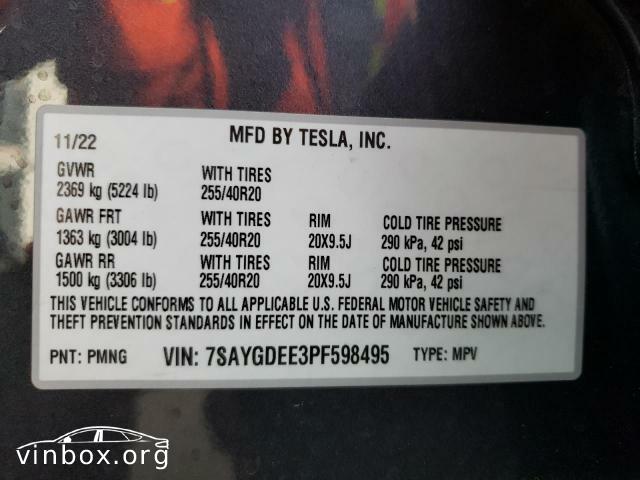 11/22 MFD BY TESLA, INC.
GVWR WITH TIRES
2369 kg (5224 lb) 255/40R20
GAWR FRT WITH TIRES RIM COLD TIRE PRESSURE
1363 kg (3004 lb) 255/40R20 20X9.5J 290 kPa, 42 psi
GAWR RR WITH TIRES RIM COLD TIRE PRESSURE
1500 kg (3306 lb) 255/40R20 20X9.5J 290 kPa, 42 psi
THIS VEHICLE CONFORMS TO ALL APPLICABLE U.S. FEDERAL MOTOR VEHICLE SAFETY AND
THEFT PREVENTION STANDARDS IN EFFECT ON THE DATE OF MANUFACTURE SHOWN ABOVE.
PNT: PMNG VIN: 7SAYGDEE3PF598495 TYPE: MPV
vinbox.org